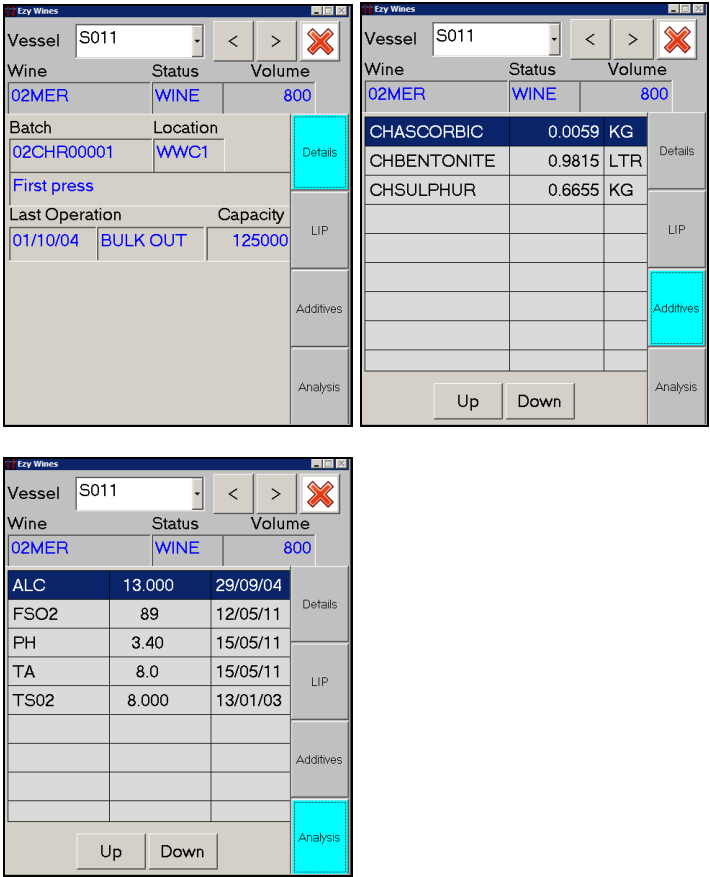 Ezy Wines
Vessel S011 < >
Wine Status Volume
02MER WINE 800
Batch Location
02CHR00001 WWC1
First press
Last Operation Capacity
01/10/04 BULK OUT 125000
Details
LIP
Additives
Analysis
Ezy Wines
Vessel S011 < >
Wine Status Volume
02MER WINE 800
CHASCORBIC 0.0059 KG
CHBENTONITE 0.9815 LTR
CHSULPHUR 0.6655 KG
Up Down
Details
LIP
Additives
Analysis
Ezy Wines
Vessel S011 < >
Wine Status Volume
02MER WINE 800
ALC 13.000 29/09/04
FSO2 89 12/05/11
PH 3.40 15/05/11
TA 8.0 15/05/11
TS02 8.000 13/01/03
Up Down
Details
LIP
Additives
Analysis